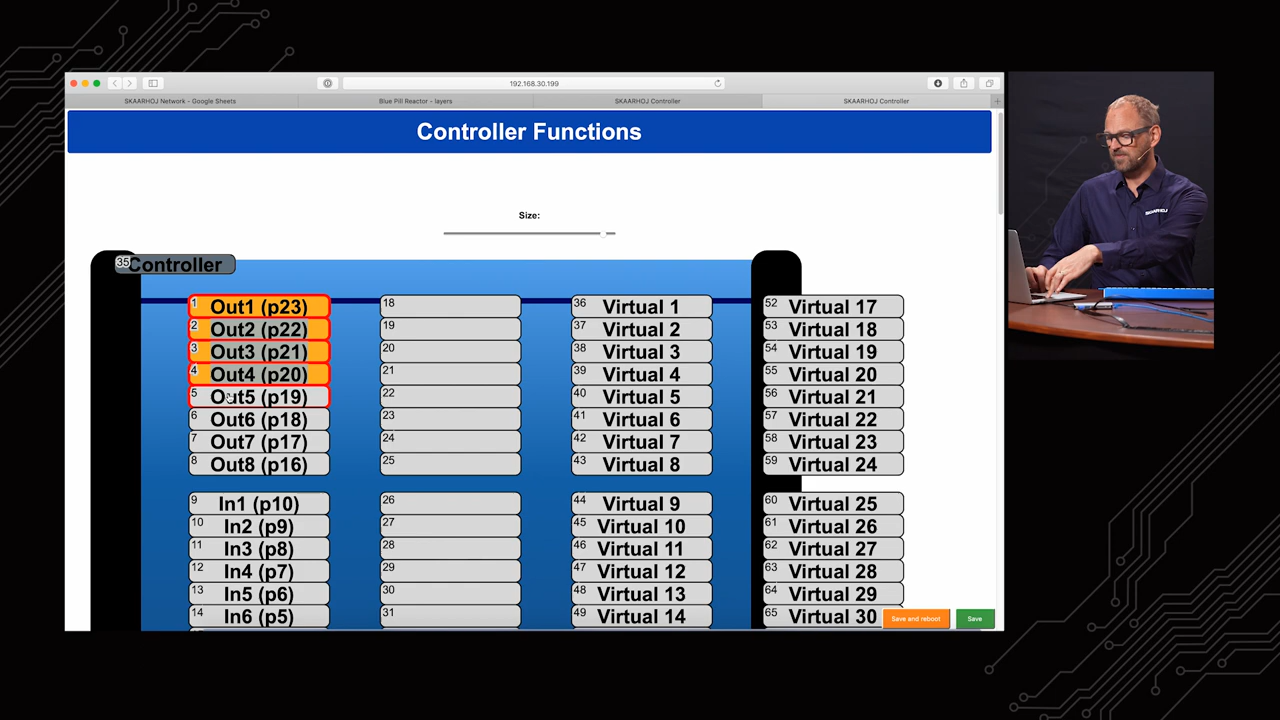 192.168.30.199
SKAARHOJ Network - Google Sheets
Blue Pill Reactor - layers
SKAARHOJ Controller
SKAARHOJ Controller
Controller Functions
Size:
35 Controller
1 Out1 (p23)
2 Out2 (p22)
3 Out3 (p21)
4 Out4 (p20)
5 Out5 (p19)
6 Out6 (p18)
7 Out7 (p17)
8 Out8 (p16)
9 In1 (p10)
10 In2 (p9)
11 In3 (p8)
12 In4 (p7)
13 In5 (p6)
14 In6 (p5)
18
19
20
21
22
23
24
25
26
27
28
29
30
31
36 Virtual 1
37 Virtual 2
38 Virtual 3
39 Virtual 4
40 Virtual 5
41 Virtual 6
42 Virtual 7
43 Virtual 8
44 Virtual 9
45 Virtual 10
46 Virtual 11
47 Virtual 12
48 Virtual 13
49 Virtual 14
52 Virtual 17
53 Virtual 18
54 Virtual 19
55 Virtual 20
56 Virtual 21
57 Virtual 22
58 Virtual 23
59 Virtual 24
60 Virtual 25
61 Virtual 26
62 Virtual 27
63 Virtual 28
64 Virtual 29
65 Virtual 30
Save and reboot
Save
SKAARHOJ